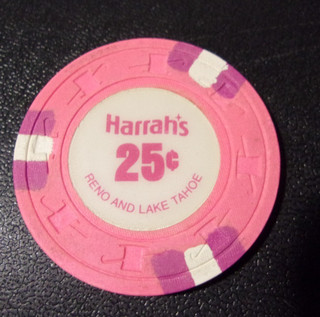 Harrah's
25¢
RENO AND LAKE TAHOE